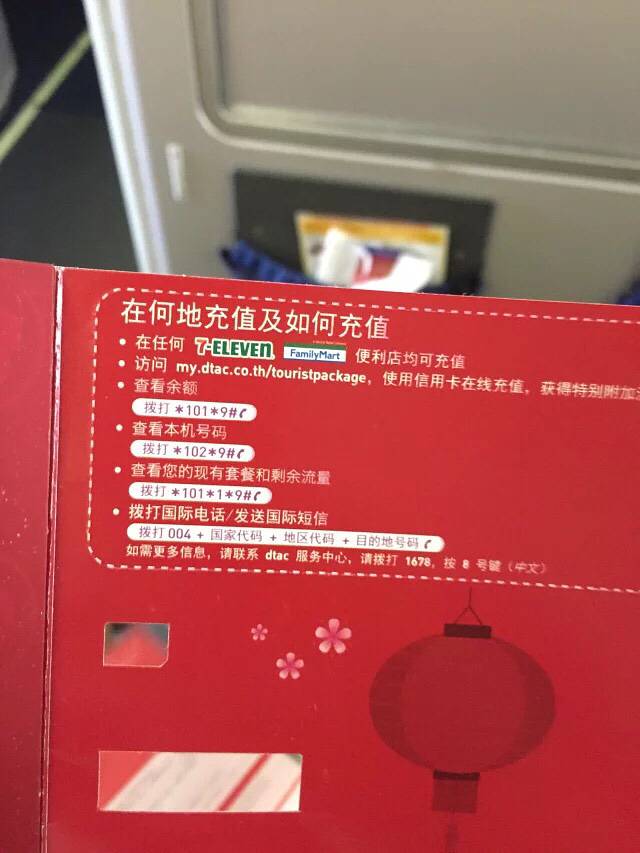 在何地充值及如何充值
• 在任何 7-ELEVEN FamilyMart 便利店均可充值
• 访问 my.dtac.co.th/touristpackage，使用信用卡在线充值，获得特别附加
• 查看余额
拨打 *101*9#
• 查看本机号码
拨打 *102*9#
• 查看您的现有套餐和剩余流量
拨打 *101*1*9#
• 拨打国际电话/发送国际短信
拨打 004 + 国家代码 + 地区代码 + 目的地号码
如需更多信息，请联系 dtac 服务中心，请拨打 1678，按 8 号键（中文）